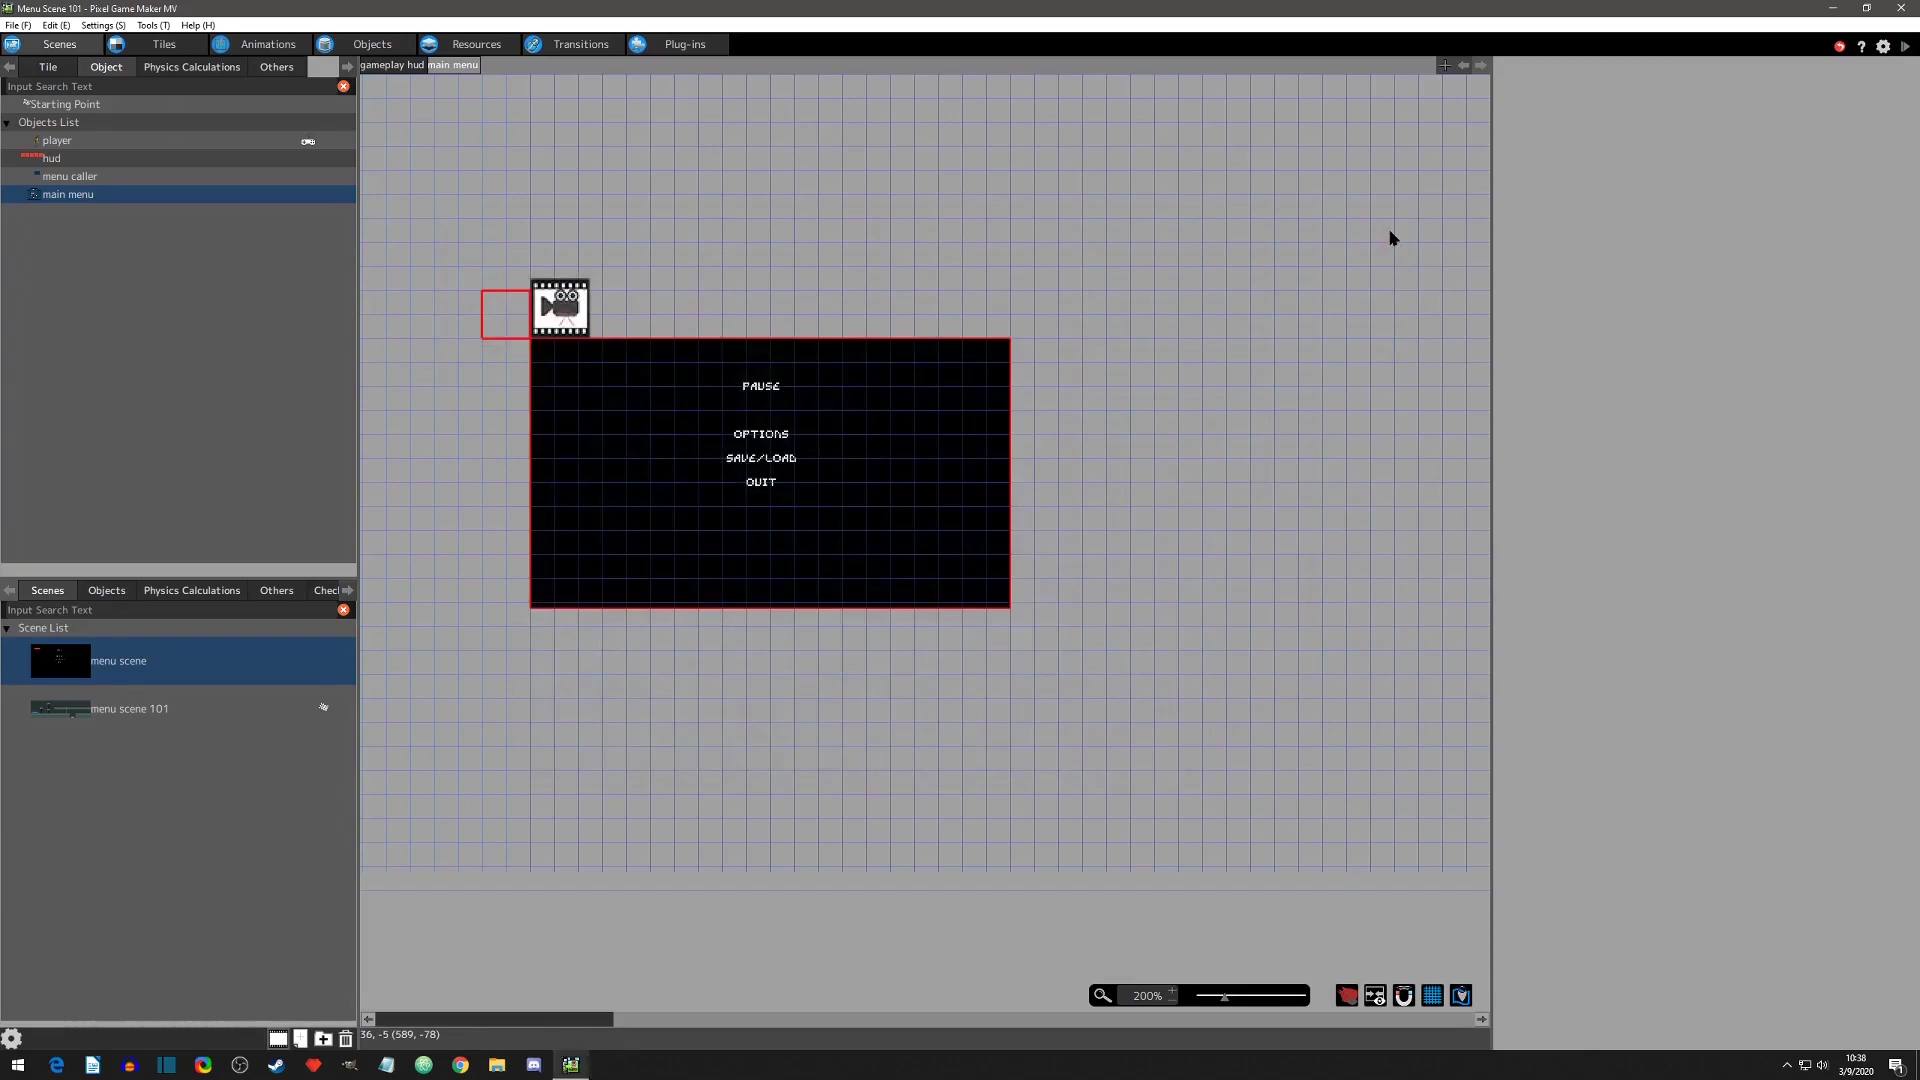 Menu Scene 101 - Pixel Game Maker MV
File (F) Edit (E) Settings (S) Tools (T) Help (H)
Scenes Tiles Animations Objects Resources Transitions Plug-ins
Tile Object Physics Calculations Others
gameplay hud main menu
Input Search Text
Starting Point
Objects List
player
hud
menu caller
main menu
PAUSE
OPTIONS
SAVE/LOAD
QUIT
Scenes Objects Physics Calculations Others Checl
Input Search Text
Scene List
menu scene
menu scene 101
200%
36, -5 (589, -78)
10:38
3/9/2020